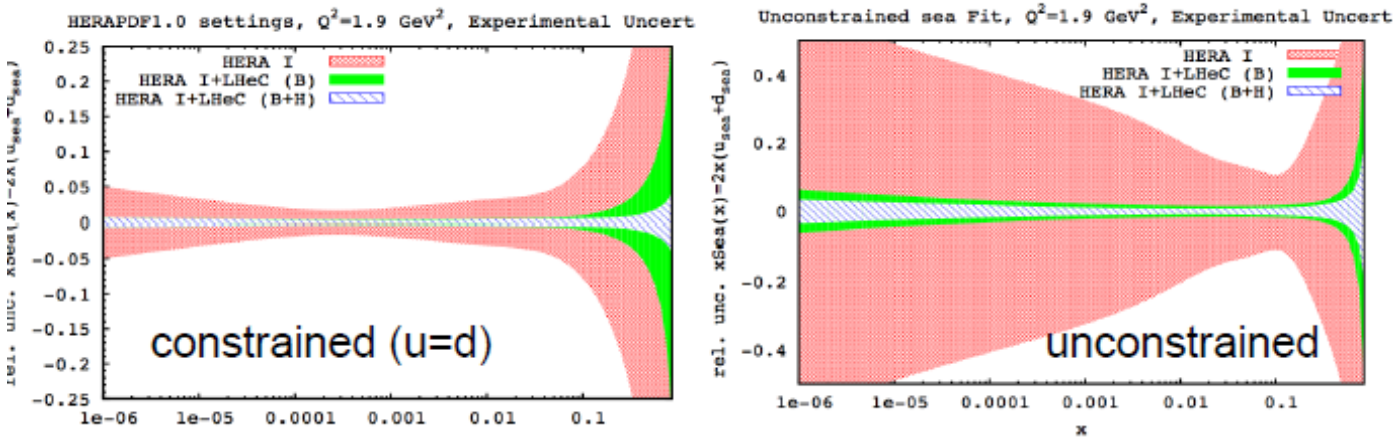 HERAPDF1.0 settings, Q²=1.9 GeV², Experimental Uncert
0.25
0.2
0.15
0.1
0.05
0
-0.05
-0.1
-0.15
-0.2
-0.25
HERA I
HERA I+LHeC (B)
HERA I+LHeC (B+H)
constrained (u=d)
1e-06
1e-05
0.0001
0.001
0.01
0.1
Unconstrained sea Fit, Q²=1.9 GeV², Experimental Uncert
rel. unc. xSea(x)=2x(u_sea+d_sea)
0.4
0.2
0
-0.2
-0.4
HERA I
HERA I+LHeC (B)
HERA I+LHeC (B+H)
unconstrained
1e-06
1e-05
0.0001
0.001
0.01
0.1
x